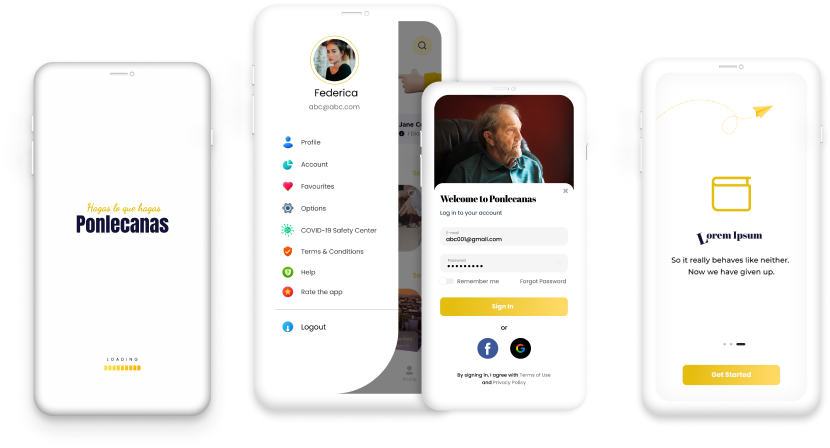 Hagas lo que hagas
Ponlecanas
LOADING
Federica
abc@abc.com
Profile
Account
Favourites
Options
COVID-19 Safety Center
Terms & Conditions
Help
Rate the app
Logout
Jane
Profile
Welcome to Ponlecanas
Log in to your account
E-mail
abc001@gmail.com
Password
Remember me
Forgot Password
Sign In
or
By signing in, I agree with Terms of Use
and Privacy Policy
Lorem Ipsum
So it really behaves like neither.
Now we have given up.
Get Started